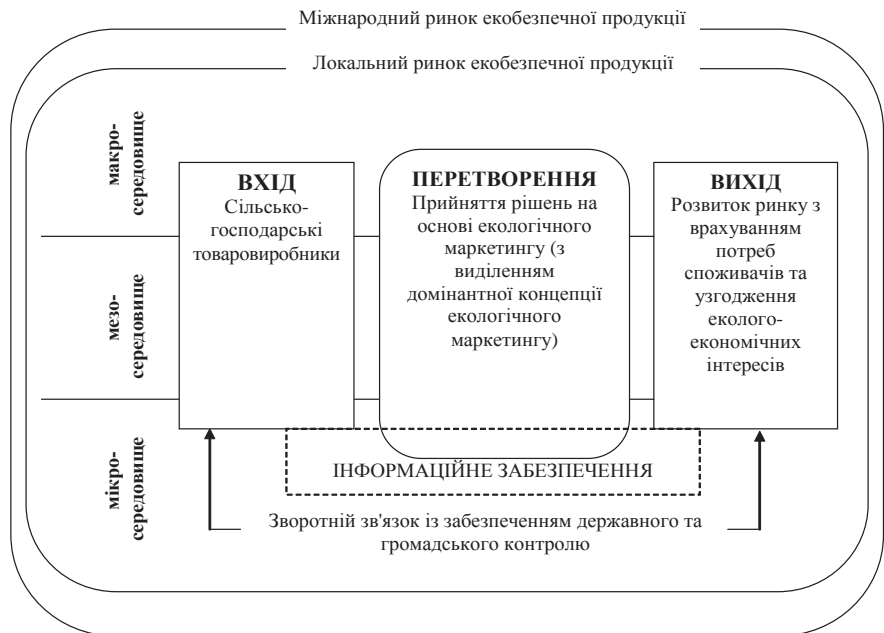 Міжнародний ринок екобезпечної продукції
Локальний ринок екобезпечної продукції
макро-
середовище
ВХІД
Сільсько-
господарські
товаровиробники
ПЕРЕТВОРЕННЯ
Прийняття рішень на
основі екологічного
маркетингу (з
виділенням
домінантної концепції
екологічного
маркетингу)
ВИХІД
Розвиток ринку з
врахуванням
потреб
споживачів та
узгодження
еколого-
економічних
інтересів
мезо-
середовище
мікро-
середовище
ІНФОРМАЦІЙНЕ ЗАБЕЗПЕЧЕННЯ
Зворотній зв'язок із забезпеченням державного та
громадського контролю